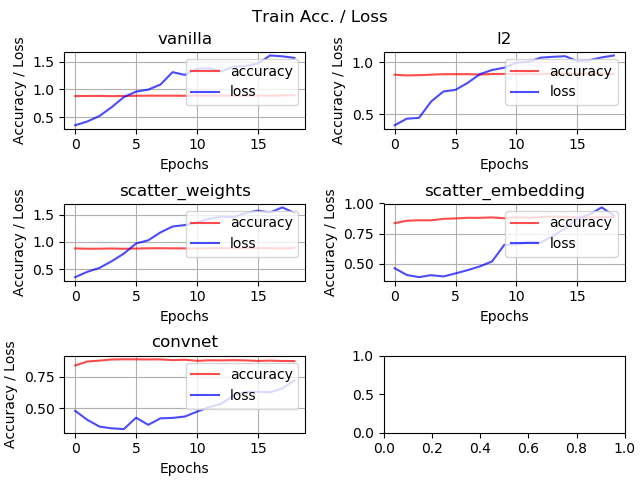 Train Acc. / Loss
vanilla
Accuracy / Loss
1.5
1.0
0.5
accuracy
loss
0 5 10 15
Epochs
l2
Accuracy / Loss
1.0
0.5
accuracy
loss
0 5 10 15
Epochs
scatter_weights
Accuracy / Loss
1.5
1.0
0.5
accuracy
loss
0 5 10 15
Epochs
scatter_embedding
Accuracy / Loss
1.00
0.75
0.50
accuracy
loss
0 5 10 15
Epochs
convnet
Accuracy / Loss
0.75
0.50
accuracy
loss
0 5 10 15
Epochs
1.0
0.5
0.0
0.0 0.2 0.4 0.6 0.8 1.0